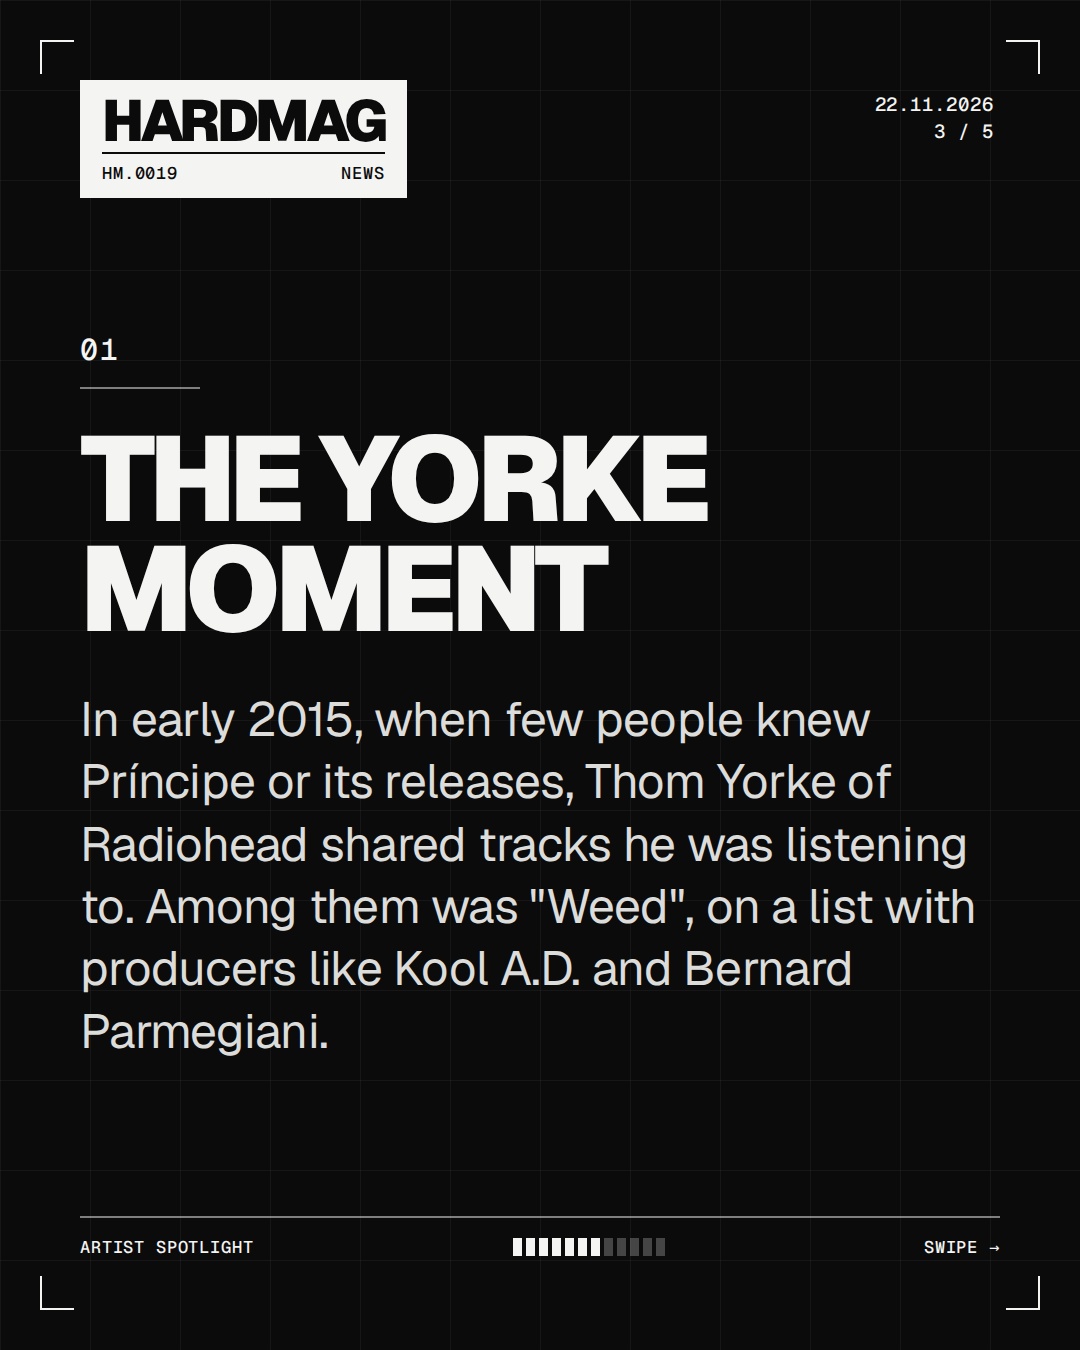 HARDMAG
HM.0019 NEWS
22.11.2026
3 / 5
01
THE YORKE
MOMENT
In early 2015, when few people knew
Príncipe or its releases, Thom Yorke of
Radiohead shared tracks he was listening
to. Among them was "Weed", on a list with
producers like Kool A.D. and Bernard
Parmegiani.
ARTIST SPOTLIGHT
SWIPE →